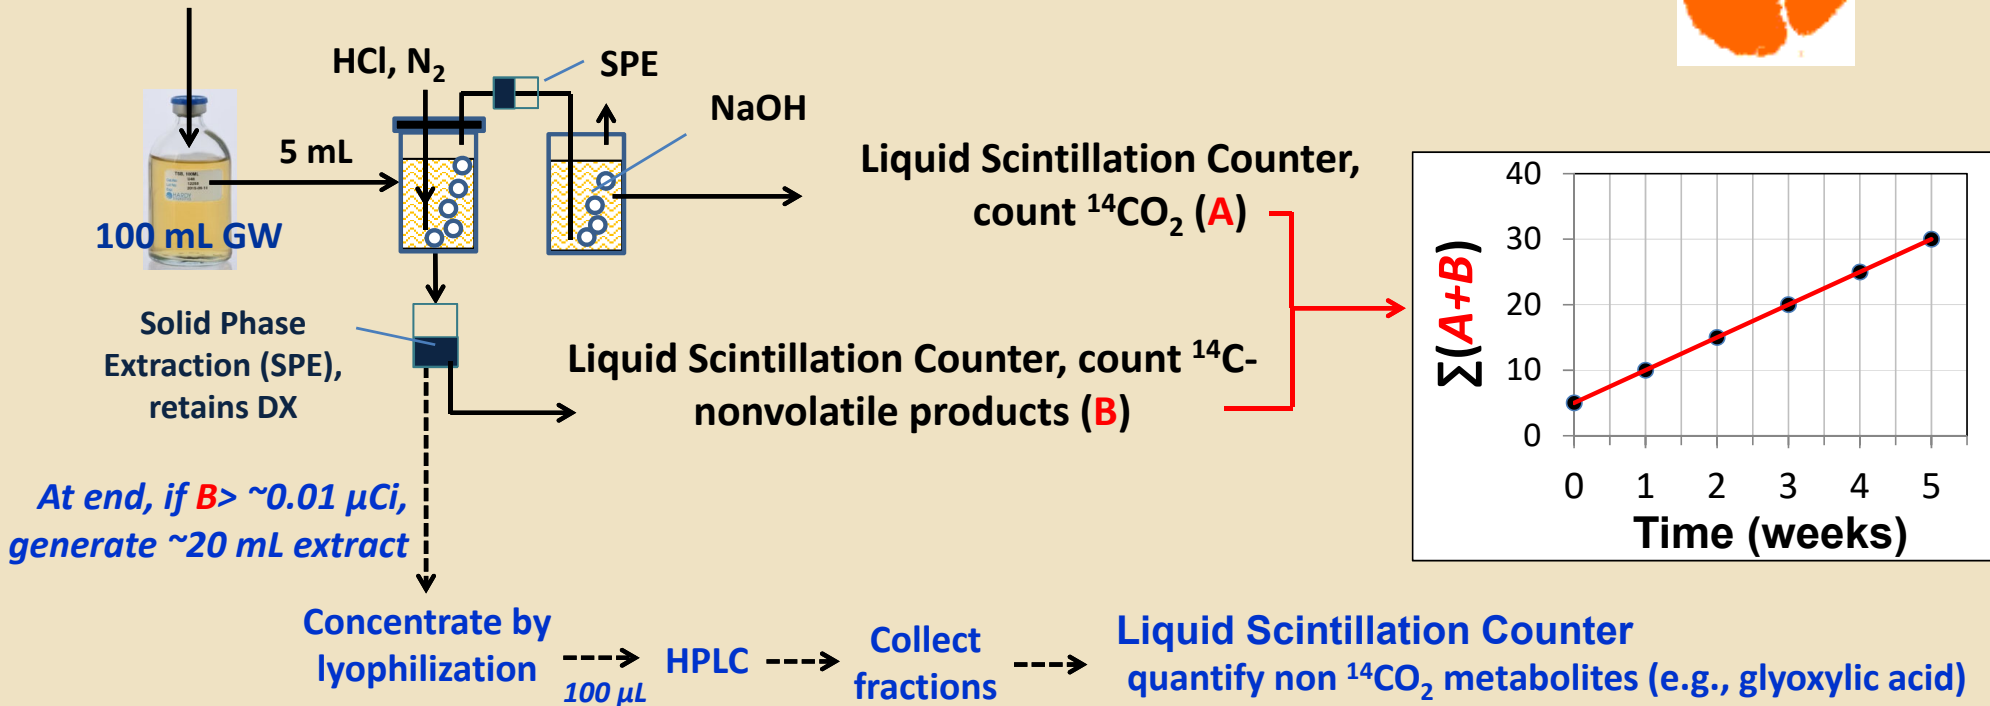 HCl, N₂
SPE
NaOH
5 mL
100 mL GW
Liquid Scintillation Counter,
count ¹⁴CO₂ (A)
Solid Phase
Extraction (SPE),
retains DX
Liquid Scintillation Counter, count ¹⁴C-
nonvolatile products (B)
∑(A+B)
40
30
20
10
0
0 1 2 3 4 5
Time (weeks)
At end, if B> ~0.01 µCi,
generate ~20 mL extract
Concentrate by
lyophilization
100 µL
HPLC
Collect
fractions
Liquid Scintillation Counter
quantify non ¹⁴CO₂ metabolites (e.g., glyoxylic acid)